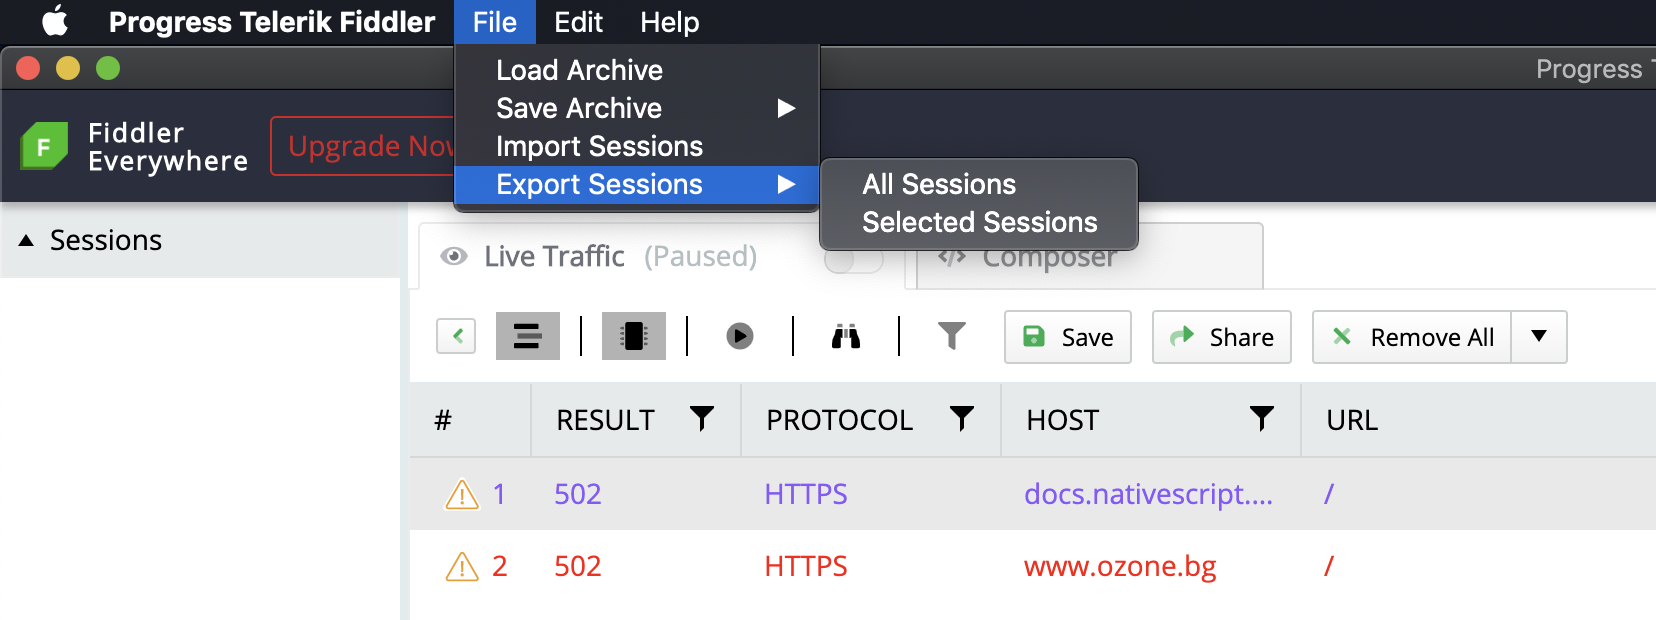 Progress Telerik Fiddler File Edit Help
Progress
Load Archive
Save Archive
Import Sessions
Export Sessions
All Sessions
Selected Sessions
F
Fiddler
Everywhere
Upgrade Now
Sessions
Live Traffic (Paused)
</> Composer
Save Share Remove All
# RESULT PROTOCOL HOST URL
1 502 HTTPS docs.nativescript.... /
2 502 HTTPS www.ozone.bg /